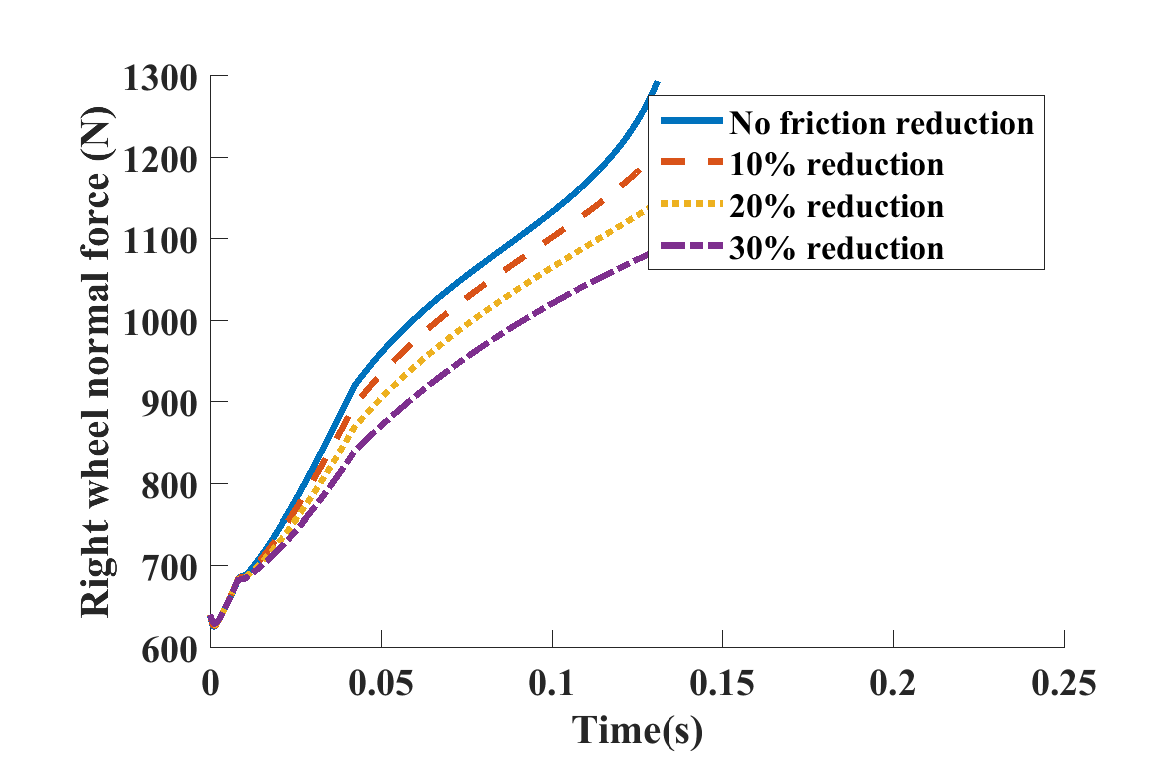 1300
1200
1100
1000
900
800
700
600
Right wheel normal force (N)
No friction reduction
10% reduction
20% reduction
30% reduction
0
0.05
0.1
0.15
0.2
0.25
Time(s)